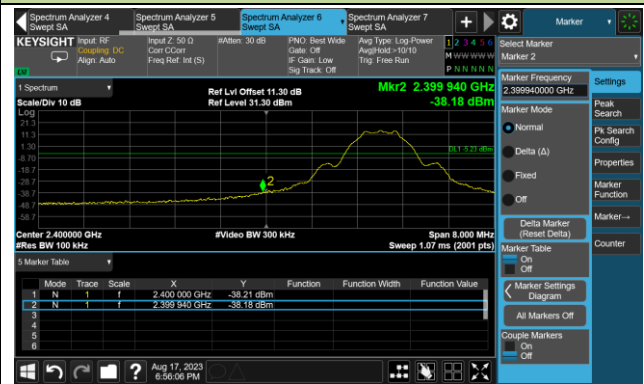 Spectrum Analyzer 4
Swept SA
Spectrum Analyzer 5
Swept SA
Spectrum Analyzer 6
Swept SA
Spectrum Analyzer 7
Swept SA
+
Marker
KEYSIGHT
Input: RF
Coupling: DC
Align: Auto
Input Z: 50 Ω
Corr CCorr
Freq Ref: Int (S)
#Atten: 30 dB
PNO: Best Wide
Gate: Off
IF Gain: Low
Sig Track: Off
Avg Type: Log-Power
Avg|Hold:>10/10
Trig: Free Run
1 2 3 4 5 6
M W W W W W
P N N N N N
LXI
Select Marker
Marker 2
1 Spectrum
Scale/Div 10 dB
Ref Lvl Offset 11.30 dB
Ref Level 31.30 dBm
Mkr2 2.399 940 GHz
-38.18 dBm
Log
21.3
11.3
1.30
-8.70
-18.7
-28.7
-38.7
-48.7
-58.7
DL1 -5.23 dBm
2
Center 2.400000 GHz
#Res BW 100 kHz
#Video BW 300 kHz
Span 8.000 MHz
Sweep 1.07 ms (2001 pts)
5 Marker Table
Mode Trace Scale X Y Function Function Width Function Value
1 N 1 f 2.400 000 GHz -38.21 dBm
2 N 1 f 2.399 940 GHz -38.18 dBm
3
4
5
6
Marker Frequency
2.399940000 GHz
Marker Mode
Normal
Delta (Δ)
Fixed
Off
Delta Marker
(Reset Delta)
Marker Table
On
Off
Marker Settings
Diagram
All Markers Off
Couple Markers
On
Off
Settings
Peak
Search
Pk Search
Config
Properties
Marker
Function
Marker→
Counter
?
Aug 17, 2023
6:56:06 PM